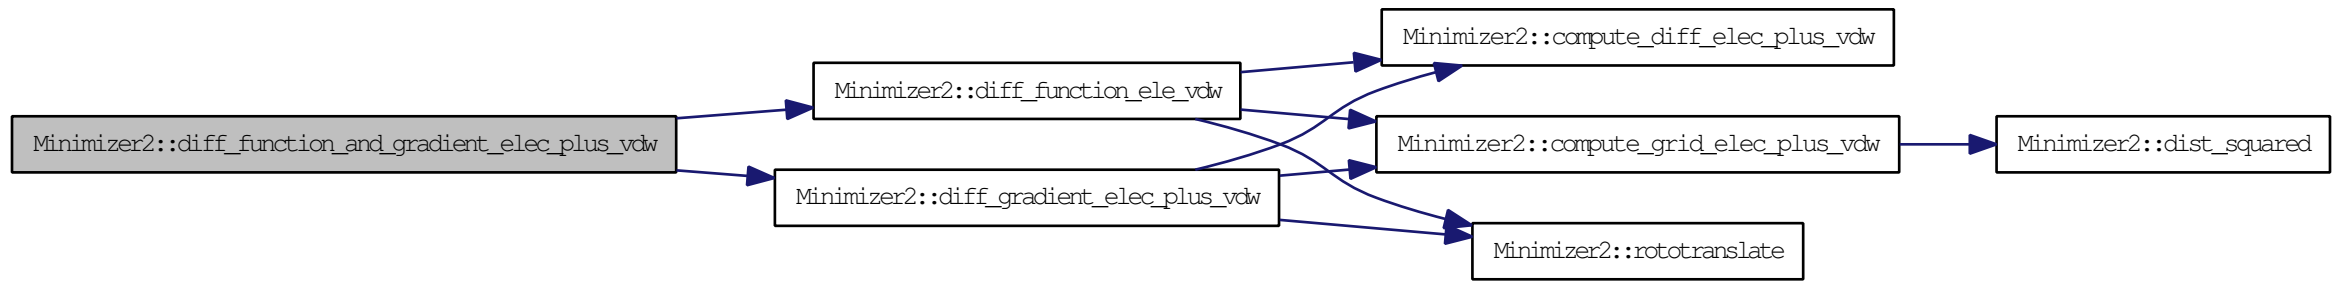 Minimizer2::diff_function_and_gradient_elec_plus_vdw
Minimizer2::diff_function_ele_vdw
Minimizer2::diff_gradient_elec_plus_vdw
Minimizer2::compute_diff_elec_plus_vdw
Minimizer2::compute_grid_elec_plus_vdw
Minimizer2::rototranslate
Minimizer2::dist_squared